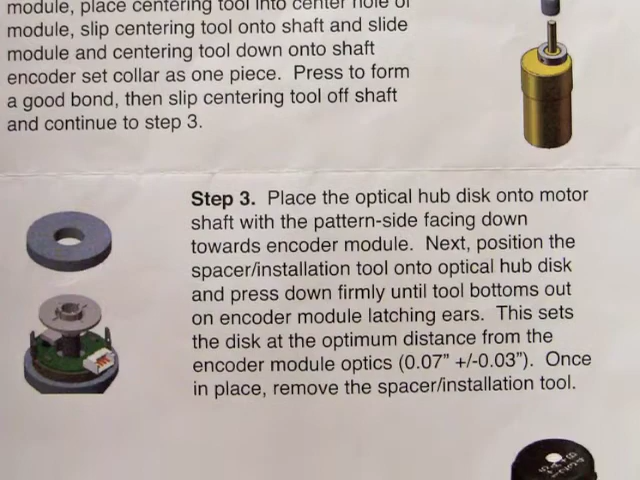 module, place centering tool into center hole of
module, slip centering tool onto shaft and slide
module and centering tool down onto shaft
encoder set collar as one piece.  Press to form
a good bond, then slip centering tool off shaft
and continue to step 3.
Step 3.  Place the optical hub disk onto motor
shaft with the pattern-side facing down
towards encoder module.  Next, position the
spacer/installation tool onto optical hub disk
and press down firmly until tool bottoms out
on encoder module latching ears.  This sets
the disk at the optimum distance from the
encoder module optics (0.07” +/-0.03”).  Once
in place, remove the spacer/installation tool.